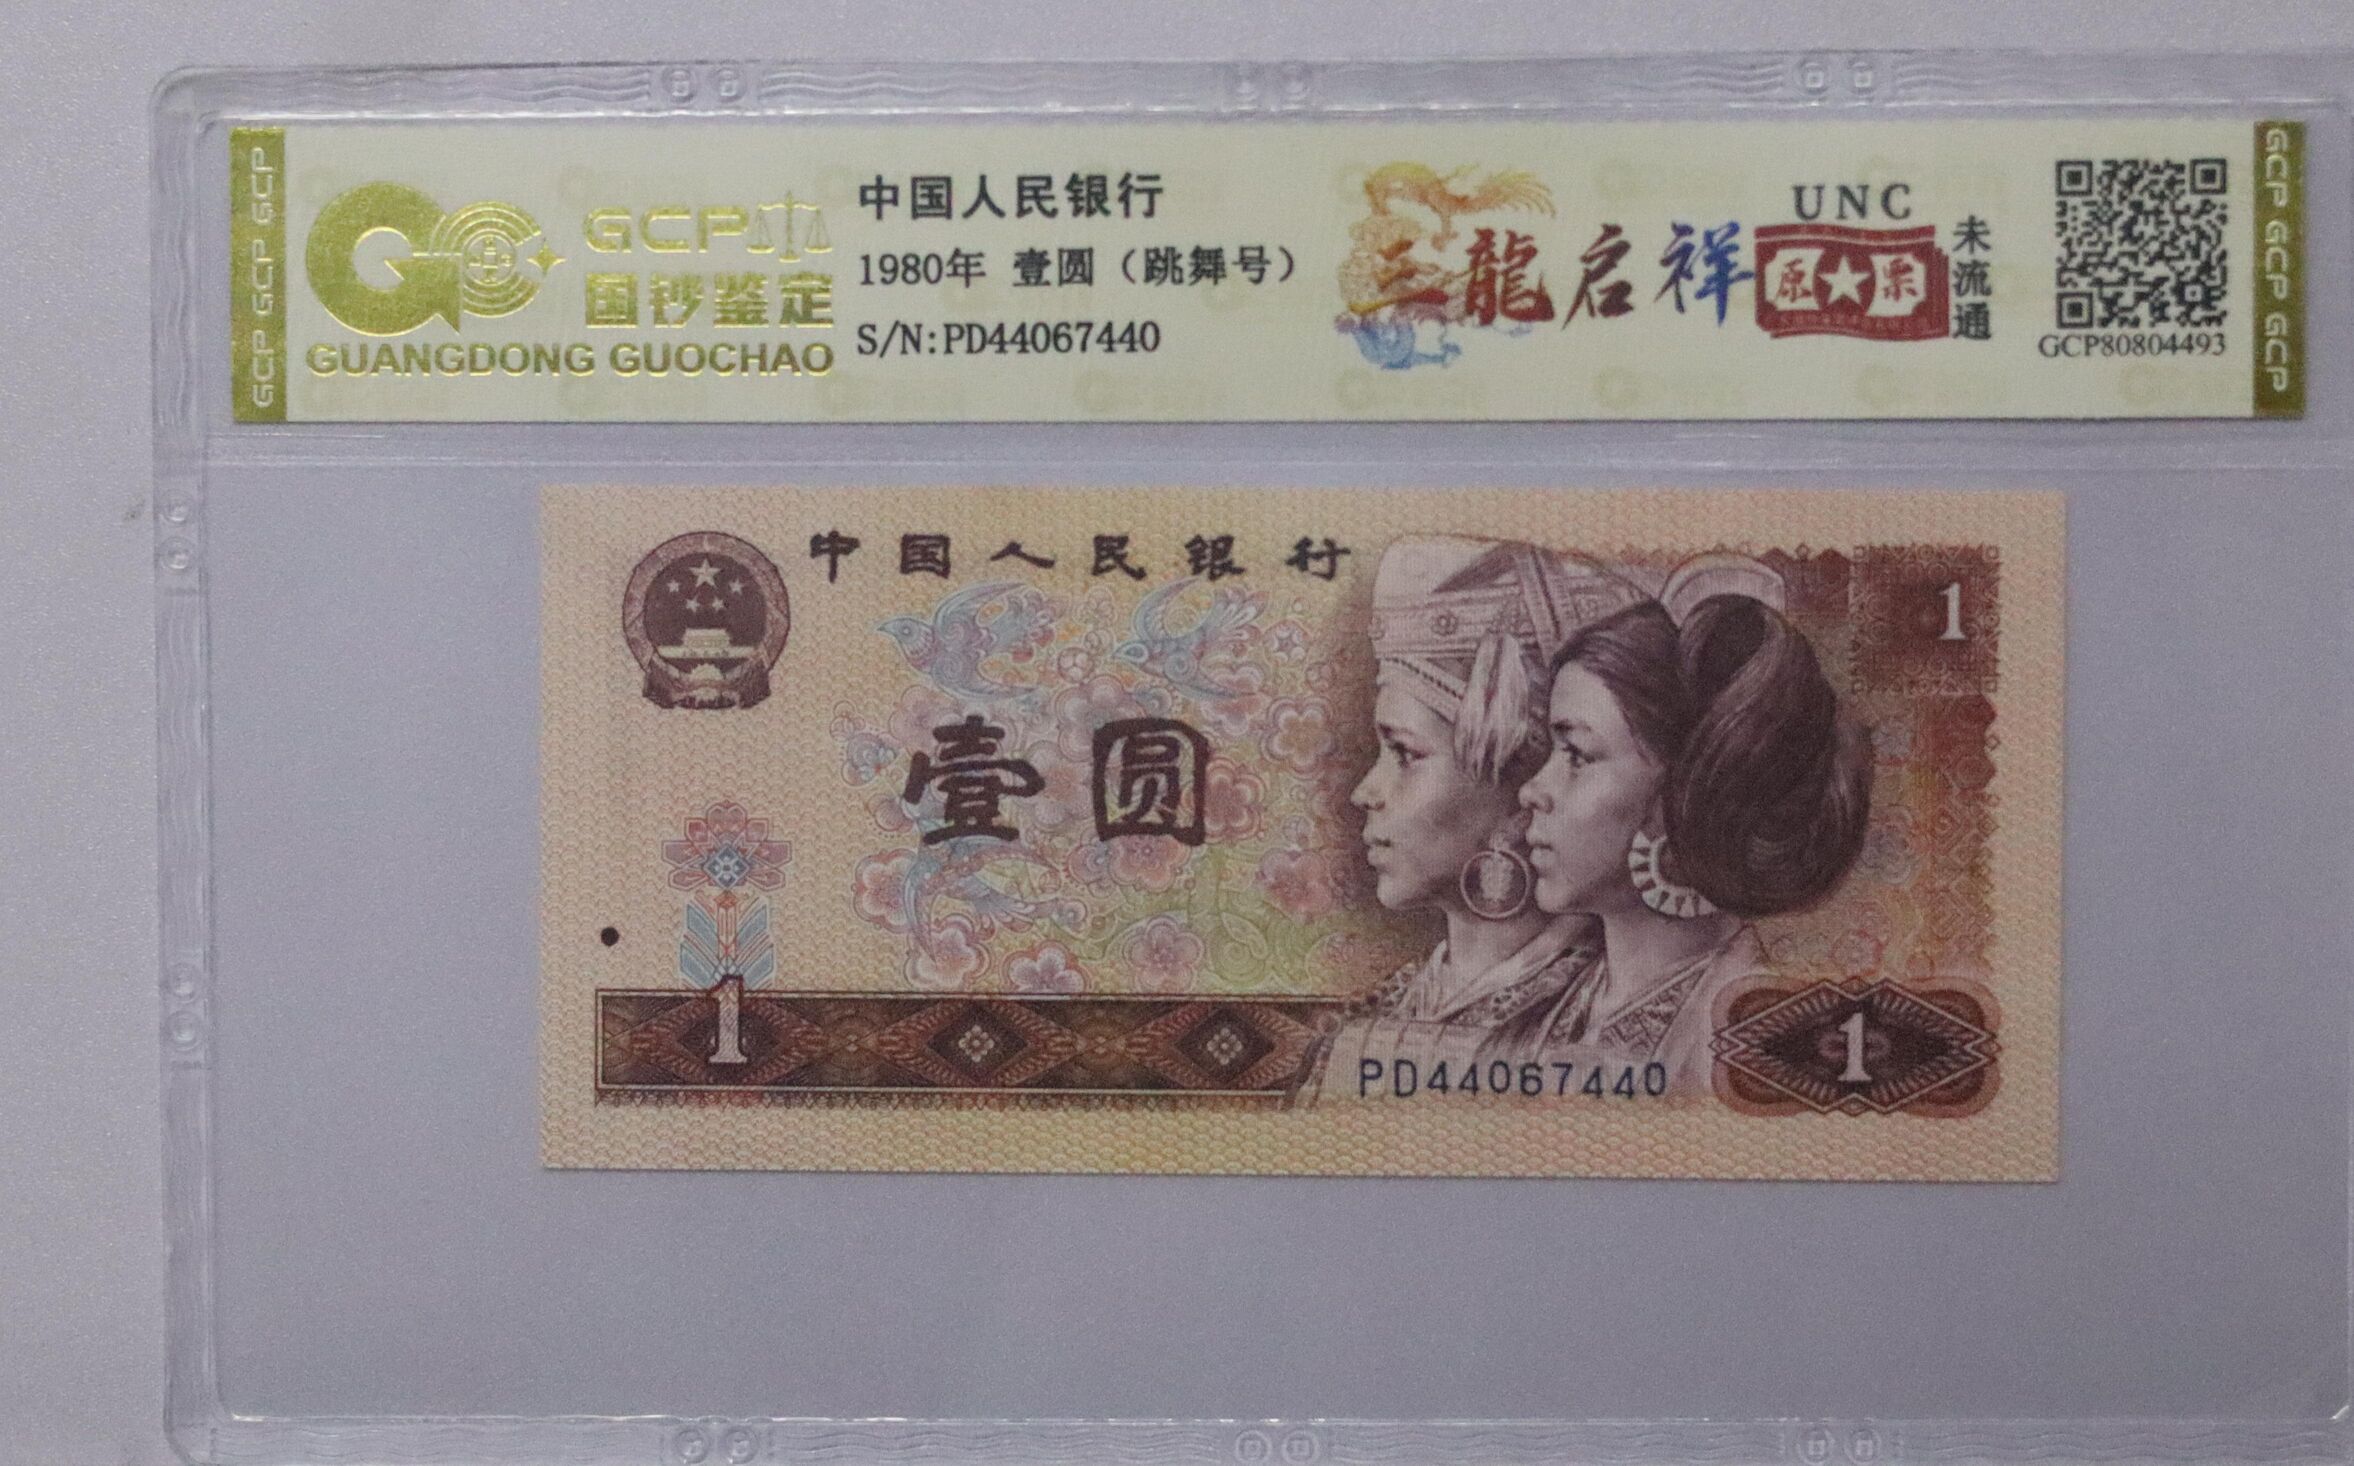 GCP GCP GCP
GCP
国钞鉴定
GUANGDONG GUOCHAO
中国人民银行
1980年 壹圆（跳舞号）
S/N:PD44067440
三龍启祥
UNC
原★票
未流通
GCP80804493
GCP GCP GCP
中国人民银行
1
壹圆
1
1
PD44067440